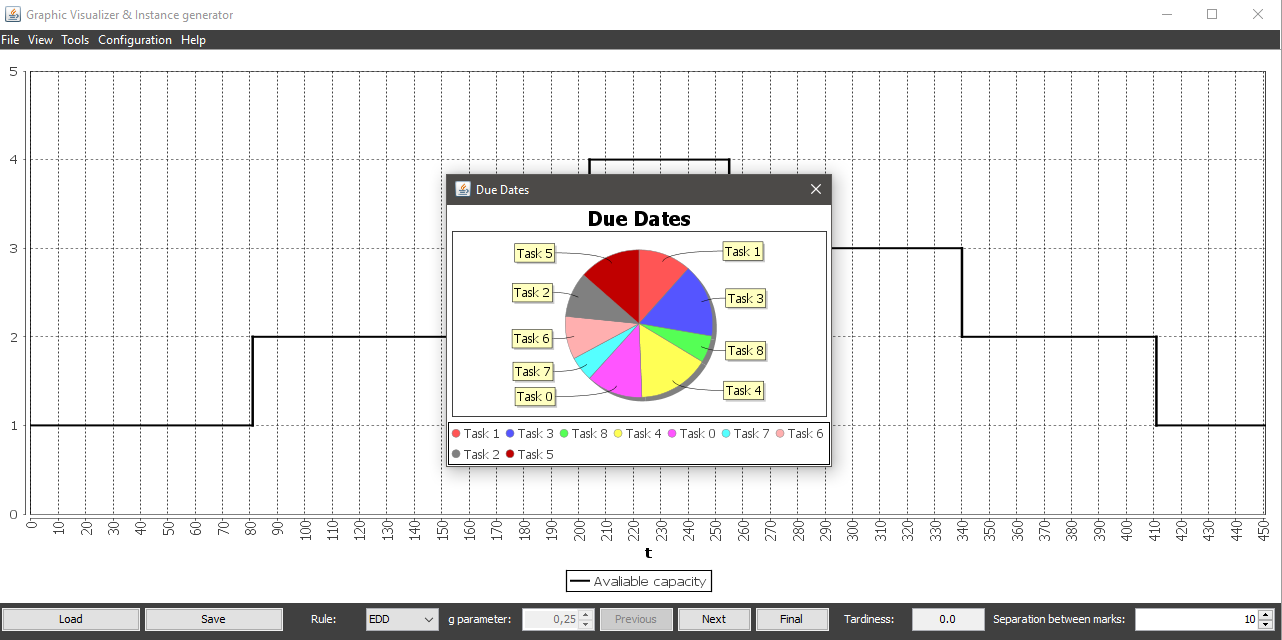 Graphic Visualizer & Instance generator
File View Tools Configuration Help
5
4
3
2
1
0
Due Dates
Due Dates
Task 5
Task 1
Task 2
Task 3
Task 6
Task 8
Task 7
Task 4
Task 0
Task 1 Task 3 Task 8 Task 4 Task 0 Task 7 Task 6
Task 2 Task 5
0 10 20 30 40 50 60 70 80 90 100 110 120 130 140 150 160 170 180 190 200 210 220 230 240 250 260 270 280 290 300 310 320 330 340 350 360 370 380 390 400 410 420 430 440 450
t
Avaliable capacity
Load Save Rule: EDD g parameter: 0,25 Previous Next Final Tardiness: 0.0 Separation between marks: 10